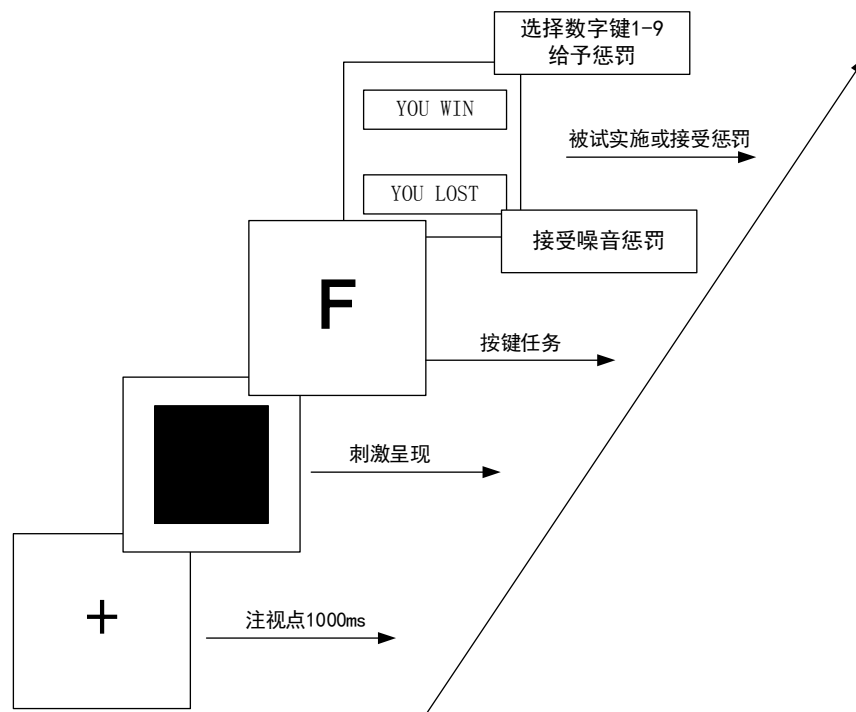 选择数字键1-9
给予惩罚
YOU WIN
被试实施或接受惩罚
YOU LOST
接受噪音惩罚
F
按键任务
刺激呈现
+
注视点1000ms